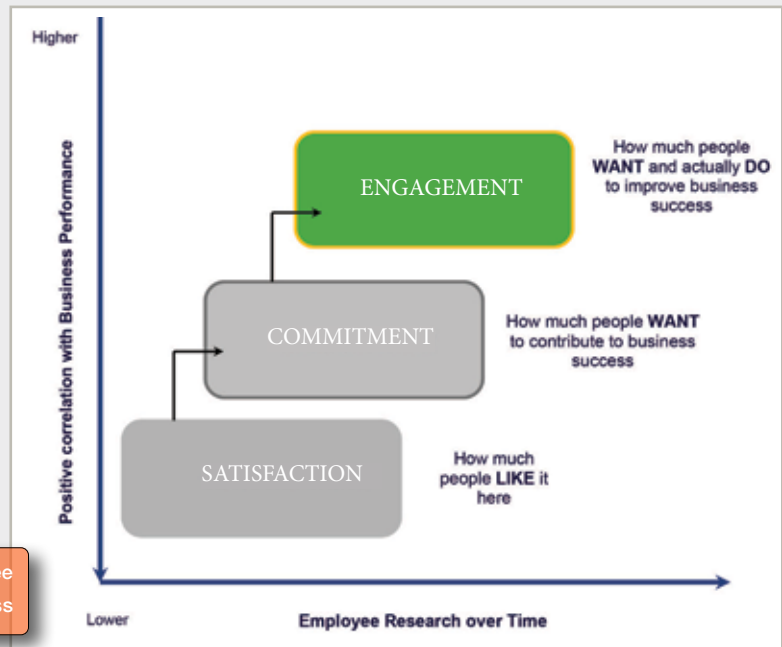 Higher
Positive correlation with Business Performance
ENGAGEMENT
How much people
WANT and actually DO
to improve business
success
COMMITMENT
How much people WANT
to contribute to business
success
SATISFACTION
How much
people LIKE it
here
Lower
Employee Research over Time